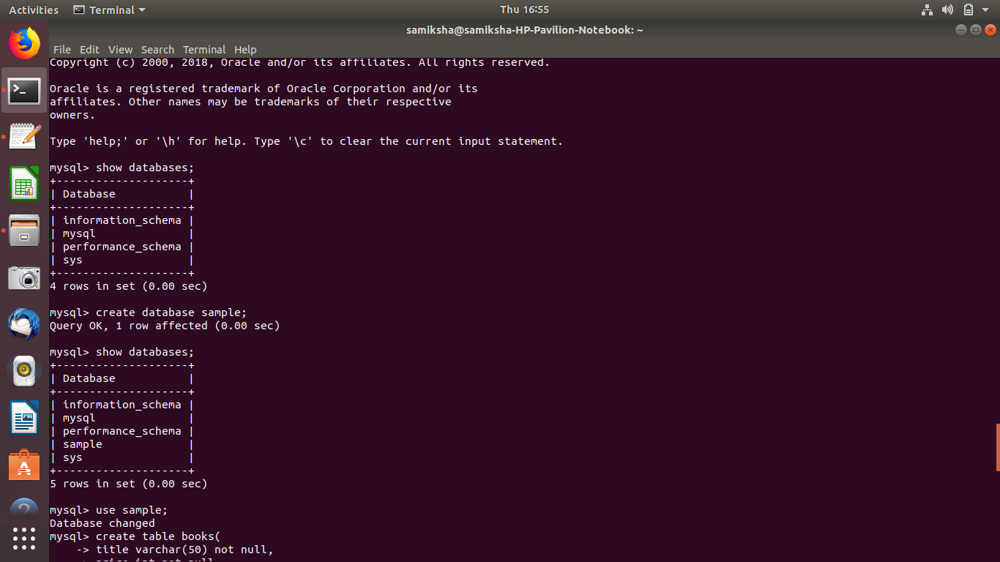 Activities Terminal Thu 16:55
samiksha@samiksha-HP-Pavilion-Notebook: ~
File Edit View Search Terminal Help
Copyright (c) 2000, 2018, Oracle and/or its affiliates. All rights reserved.
Oracle is a registered trademark of Oracle Corporation and/or its
affiliates. Other names may be trademarks of their respective
owners.
Type 'help;' or '\h' for help. Type '\c' to clear the current input statement.
mysql> show databases;
+--------------------+
| Database           |
+--------------------+
| information_schema |
| mysql              |
| performance_schema |
| sys                |
+--------------------+
4 rows in set (0.00 sec)
mysql> create database sample;
Query OK, 1 row affected (0.00 sec)
mysql> show databases;
+--------------------+
| Database           |
+--------------------+
| information_schema |
| mysql              |
| performance_schema |
| sample             |
| sys                |
+--------------------+
5 rows in set (0.00 sec)
mysql> use sample;
Database changed
mysql> create table books(
    -> title varchar(50) not null,